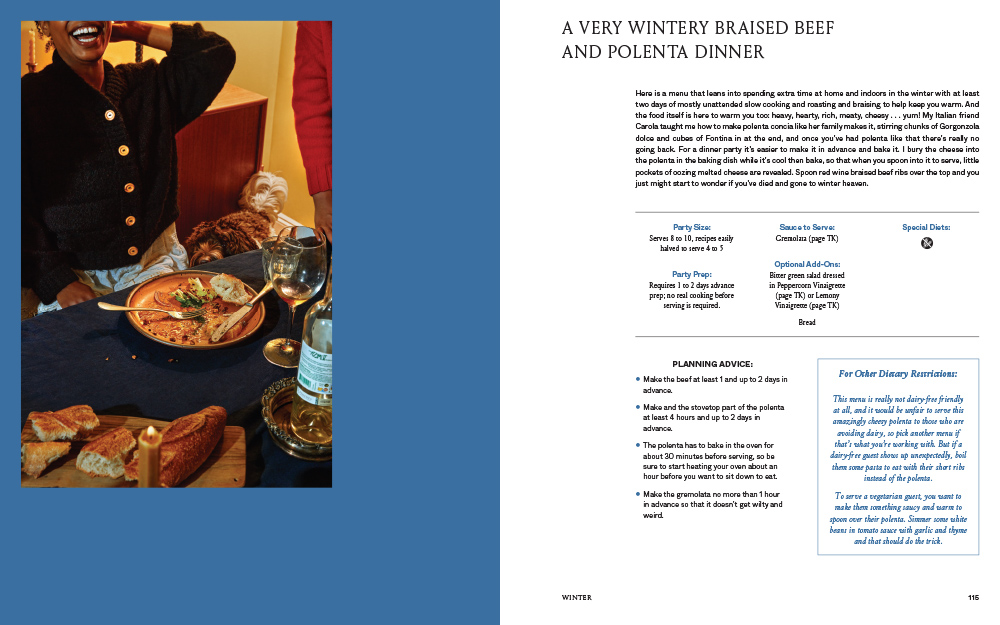 A VERY WINTERY BRAISED BEEF
AND POLENTA DINNER
Here is a menu that leans into spending extra time at home and indoors in the winter with at least
two days of mostly unattended slow cooking and roasting and braising to help keep you warm. And
the food itself is here to warm you too: heavy, hearty, rich, meaty, cheesy . . . yum! My Italian friend
Carola taught me how to make polenta concia like her family makes it, stirring chunks of Gorgonzola
dolce and cubes of Fontina in at the end, and once you've had polenta like that there's really no
going back. For a dinner party it's easier to make it in advance and bake it. I bury the cheese into
the polenta in the baking dish while it's cool then bake, so that when you spoon into it to serve, little
pockets of oozing melted cheese are revealed. Spoon red wine braised beef ribs over the top and you
just might start to wonder if you've died and gone to winter heaven.
Party Size:
Serves 8 to 10, recipes easily
halved to serve 4 to 5
Party Prep:
Requires 1 to 2 days advance
prep; no real cooking before
serving is required.
Sauce to Serve:
Gremolata (page TK)
Optional Add-Ons:
Bitter green salad dressed
in Peppercorn Vinaigrette
(page TK) or Lemony
Vinaigrette (page TK)
Bread
Special Diets:
PLANNING ADVICE:
• Make the beef at least 1 and up to 2 days in
advance.
• Make and the stovetop part of the polenta
at least 4 hours and up to 2 days in
advance.
• The polenta has to bake in the oven for
about 30 minutes before serving, so be
sure to start heating your oven about an
hour before you want to sit down to eat.
• Make the gremolata no more than 1 hour
in advance so that it doesn't get wilty and
weird.
For Other Dietary Restrictions:
This menu is really not dairy-free friendly
at all, and it would be unfair to serve this
amazingly cheesy polenta to those who are
avoiding dairy, so pick another menu if
that's what you're working with. But if a
dairy-free guest shows up unexpectedly, boil
them some pasta to eat with their short ribs
instead of the polenta.
To serve a vegetarian guest, you want to
make them something saucy and warm to
spoon over their polenta. Simmer some white
beans in tomato sauce with garlic and thyme
and that should do the trick.
WINTER
115